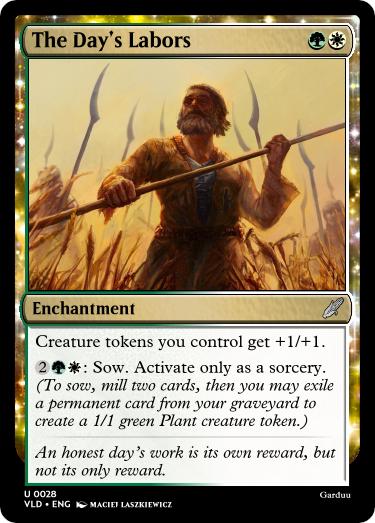 The Day's Labors
Enchantment
Creature tokens you control get +1/+1.
2: Sow. Activate only as a sorcery.
(To sow, mill two cards, then you may exile
a permanent card from your graveyard to
create a 1/1 green Plant creature token.)
An honest day's work is its own reward, but
not its only reward.
U 0028
Garduu
VLD • ENG MACIEJ LASZKIEWICZ